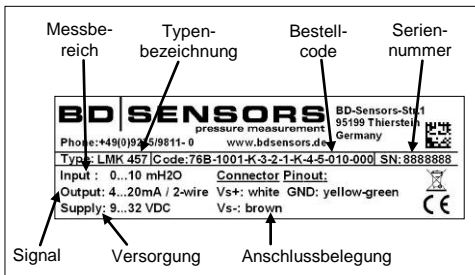 Messbe-
reich
Typen-
bezeichnung
Bestell-
code
Serien-
nummer
BD SENSORS
pressure measurement
BD-Sensors-Str.1
95199 Thierstein
Germany
Phone:+49(0)9235/9811- 0 www.bdsensors.de
Type: LMK 457 Code:76B-1001-K-3-2-1-K-4-5-010-000 SN:8888888
Input : 0...10 mH2O Connector Pinout:
Output: 4...20mA / 2-wire Vs+: white GND: yellow-green
Supply: 9...32 VDC Vs-: brown
CE
Signal
Versorgung
Anschlussbelegung